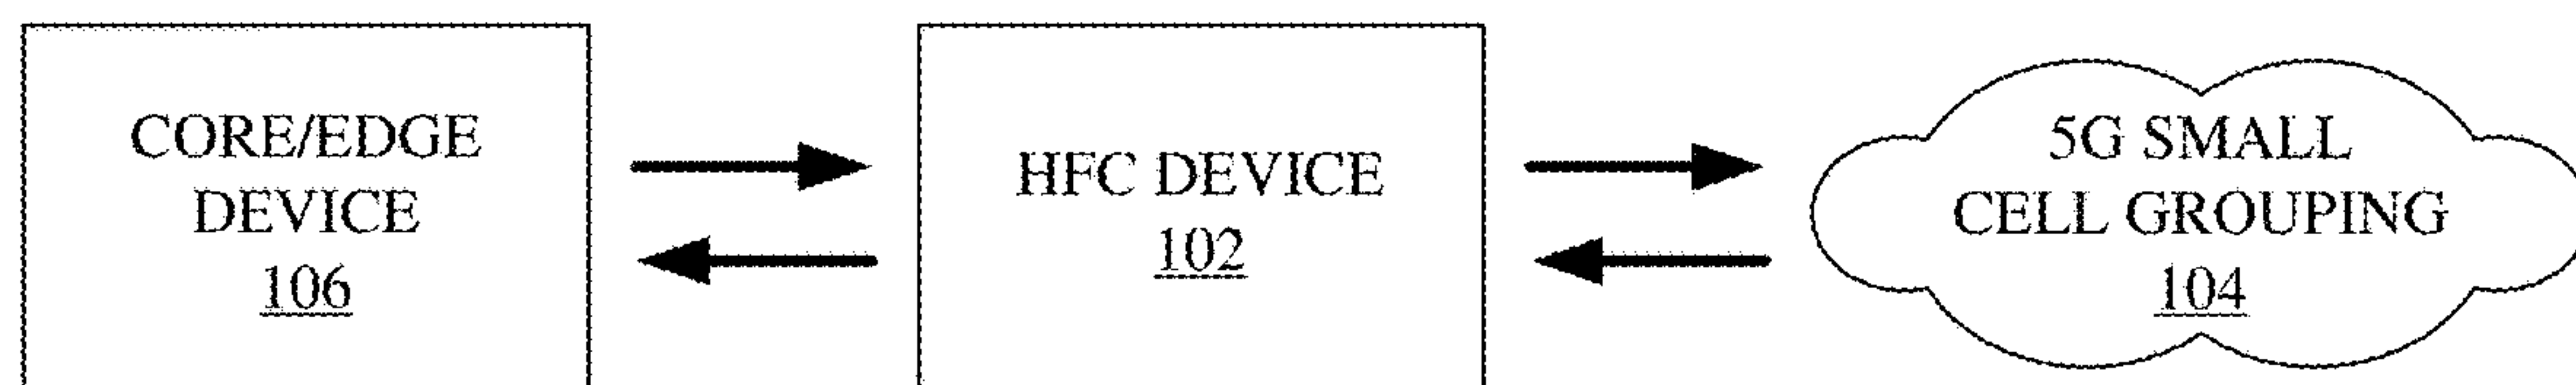 CORE/EDGE
DEVICE
106
HFC DEVICE
102
5G SMALL
CELL GROUPING
104